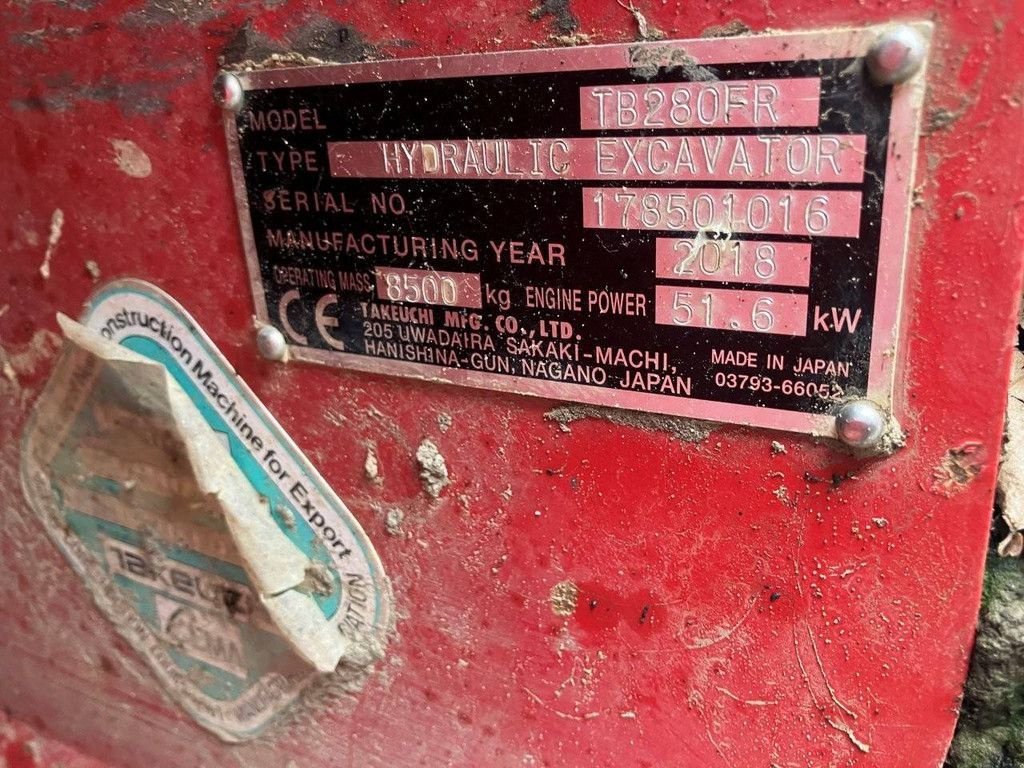 MODEL TB280FR
TYPE HYDRAULIC EXCAVATOR
SERIAL NO. 178501016
MANUFACTURING YEAR 2018
OPERATING MASS 8500 kg ENGINE POWER 51.6 kW
CE TAKEUCHI MFG. CO., LTD.
205 UWADAIRA, SAKAKI-MACHI,
HANISHINA-GUN, NAGANO JAPAN
MADE IN JAPAN
03793-66052
Construction Machine for Export